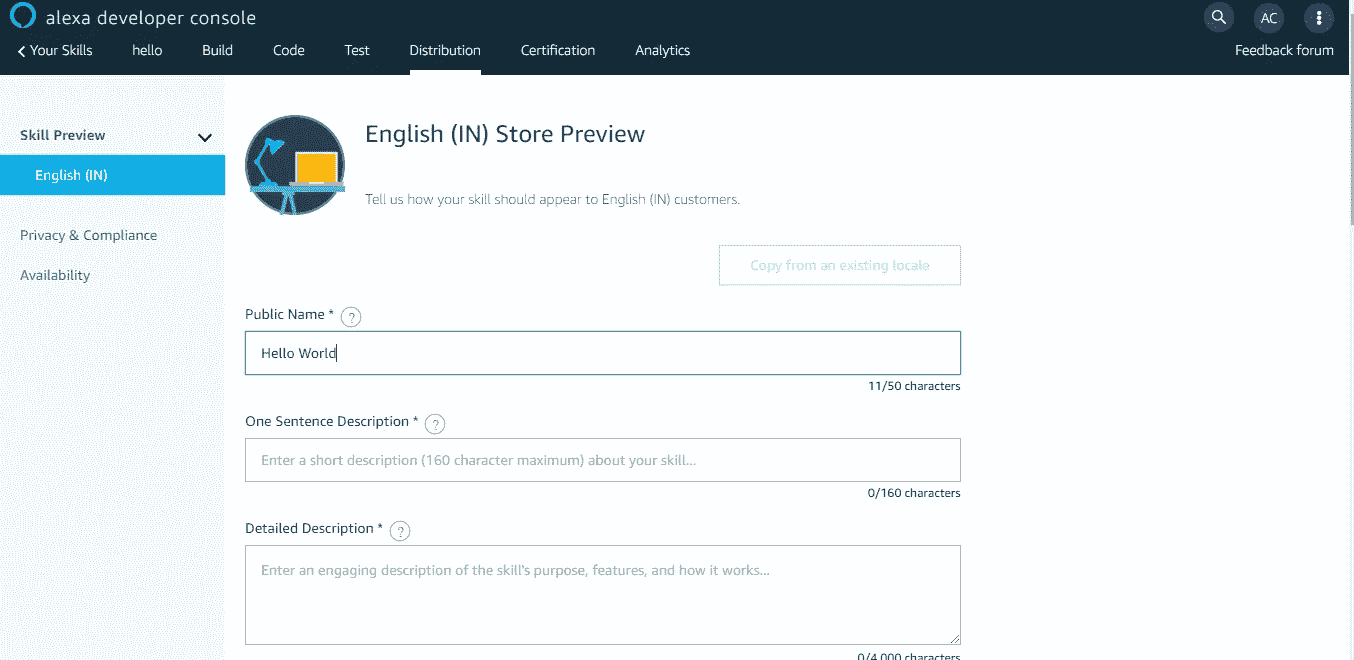 alexa developer console
AC
Your Skills hello Build Code Test Distribution Certification Analytics Feedback forum
Skill Preview
English (IN)
Privacy & Compliance
Availability
English (IN) Store Preview
Tell us how your skill should appear to English (IN) customers.
Copy from an existing locale
Public Name * ?
Hello World
11/50 characters
One Sentence Description * ?
Enter a short description (160 character maximum) about your skill...
0/160 characters
Detailed Description * ?
Enter an engaging description of the skill's purpose, features, and how it works...
0/4,000 characters